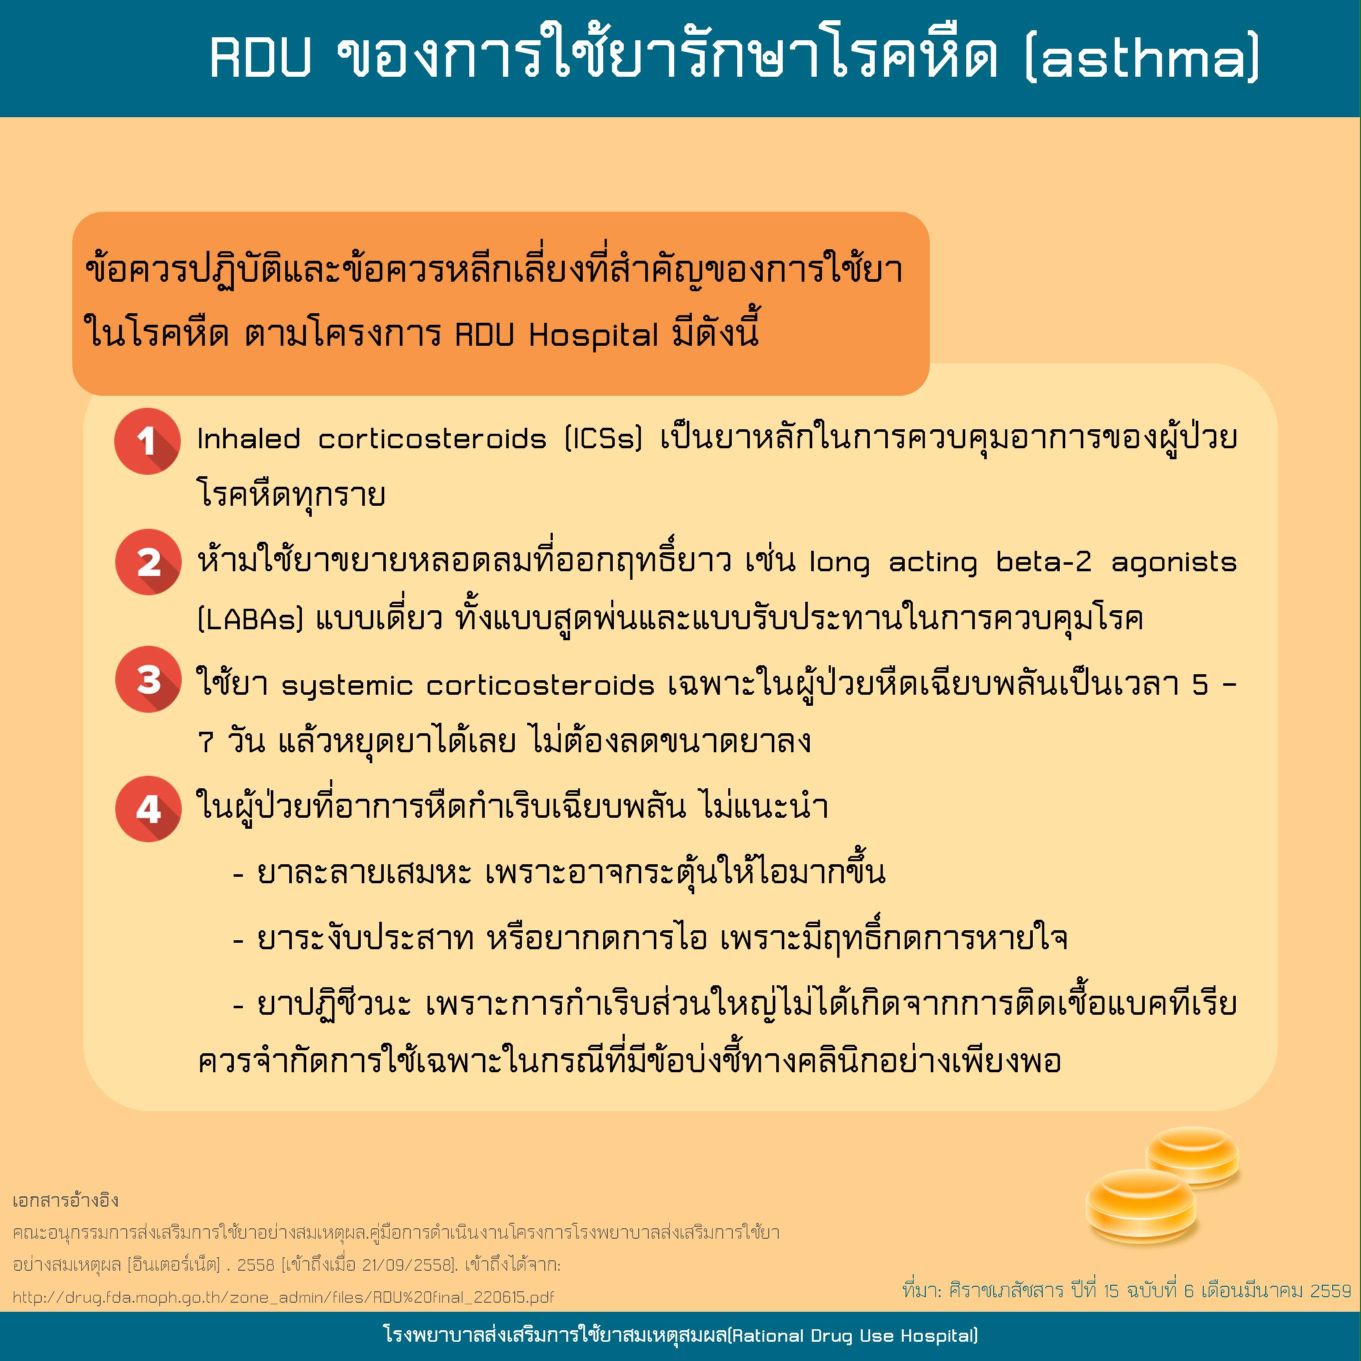 RDU ของการใช้ยารักษาโรคหืด (asthma)
ข้อควรปฏิบัติและข้อควรหลีกเลี่ยงที่สำคัญของการใช้ยา
ในโรคหืด ตามโครงการ RDU Hospital มีดังนี้
1 Inhaled corticosteroids (ICSs) เป็นยาหลักในการควบคุมอาการของผู้ป่วย
โรคหืดทุกราย
2 ห้ามใช้ยาขยายหลอดลมที่ออกฤทธิ์ยาว เช่น long acting beta-2 agonists
(LABAs) แบบเดี่ยว ทั้งแบบสูดพ่นและแบบรับประทานในการควบคุมโรค
3 ใช้ยา systemic corticosteroids เฉพาะในผู้ป่วยหืดเฉียบพลันเป็นเวลา 5 -
7 วัน แล้วหยุดยาได้เลย ไม่ต้องลดขนาดยาลง
4 ในผู้ป่วยที่อาการหืดกำเริบเฉียบพลัน ไม่แนะนำ
- ยาละลายเสมหะ เพราะอาจกระตุ้นให้ไอมากขึ้น
- ยาระงับประสาท หรือยากดการไอ เพราะมีฤทธิ์กดการหายใจ
- ยาปฏิชีวนะ เพราะการกำเริบส่วนใหญ่ไม่ได้เกิดจากการติดเชื้อแบคทีเรีย
ควรจำกัดการใช้เฉพาะในกรณีที่มีข้อบ่งชี้ทางคลินิกอย่างเพียงพอ
เอกสารอ้างอิง
คณะอนุกรรมการส่งเสริมการใช้ยาอย่างสมเหตุผล.คู่มือการดำเนินงานโครงการโรงพยาบาลส่งเสริมการใช้ยา
อย่างสมเหตุผล [อินเตอร์เน็ต] . 2558 [เข้าถึงเมื่อ 21/09/2558]. เข้าถึงได้จาก:
http://drug.fda.moph.go.th/zone_admin/files/RDU%20final_220615.pdf
ที่มา: ศิราชเภสัชสาร ปีที่ 15 ฉบับที่ 6 เดือนมีนาคม 2559
โรงพยาบาลส่งเสริมการใช้ยาสมเหตุสมผล(Rational Drug Use Hospital)